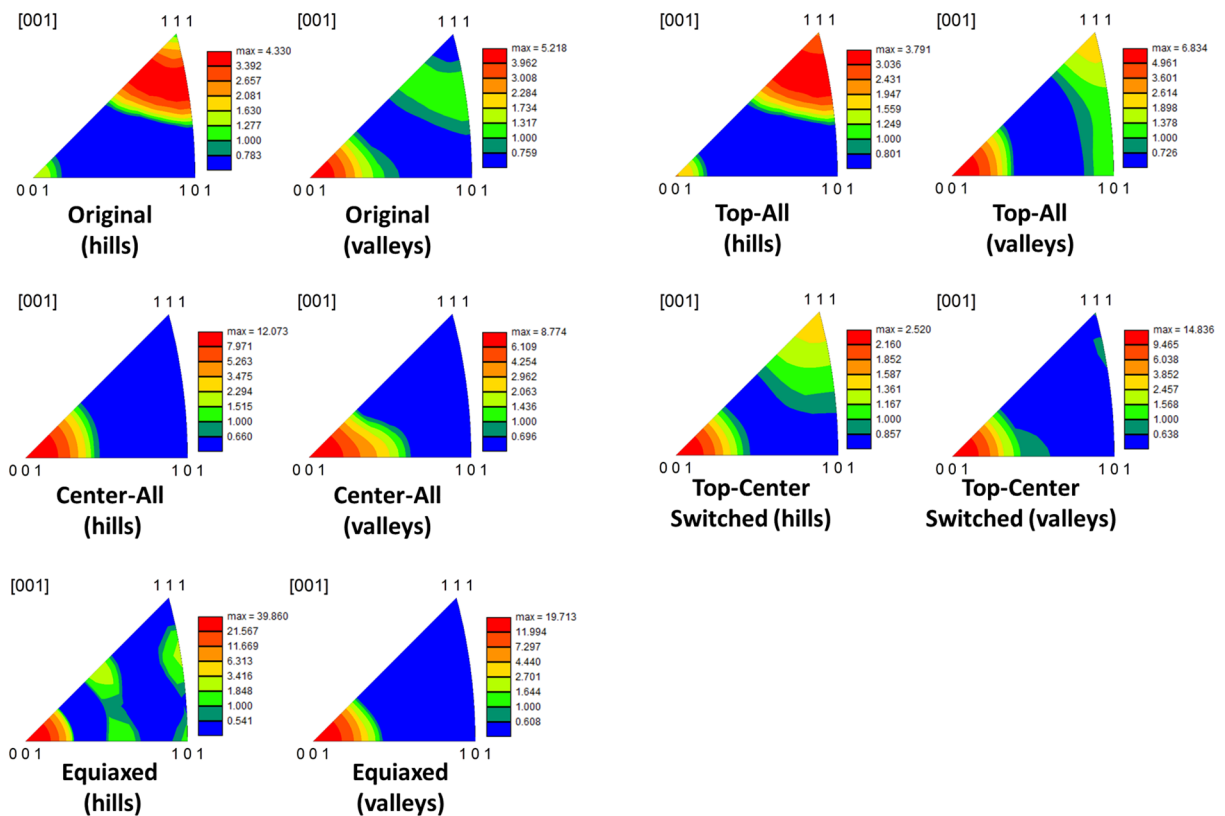 [001]
1 1 1
max = 4.330
3.392
2.657
2.081
1.630
1.277
1.000
0.783
0 0 1
1 0 1
Original
(hills)
[001]
1 1 1
max = 5.218
3.962
3.008
2.284
1.734
1.317
1.000
0.759
0 0 1
1 0 1
Original
(valleys)
[001]
1 1 1
max = 3.791
3.036
2.431
1.947
1.559
1.249
1.000
0.801
0 0 1
1 0 1
Top-All
(hills)
[001]
1 1 1
max = 6.834
4.961
3.601
2.614
1.898
1.378
1.000
0.726
0 0 1
1 0 1
Top-All
(valleys)
[001]
1 1 1
max = 12.073
7.971
5.263
3.475
2.294
1.515
1.000
0.660
0 0 1
1 0 1
Center-All
(hills)
[001]
1 1 1
max = 8.774
6.109
4.254
2.962
2.063
1.436
1.000
0.696
0 0 1
1 0 1
Center-All
(valleys)
[001]
1 1 1
max = 2.520
2.160
1.852
1.587
1.361
1.167
1.000
0.857
0 0 1
1 0 1
Top-Center
Switched (hills)
[001]
1 1 1
max = 14.836
9.465
6.038
3.852
2.457
1.568
1.000
0.638
0 0 1
1 0 1
Top-Center
Switched (valleys)
[001]
1 1 1
max = 39.860
21.567
11.669
6.313
3.416
1.848
1.000
0.541
0 0 1
1 0 1
Equiaxed
(hills)
[001]
1 1 1
max = 19.713
11.994
7.297
4.440
2.701
1.644
1.000
0.608
0 0 1
1 0 1
Equiaxed
(valleys)